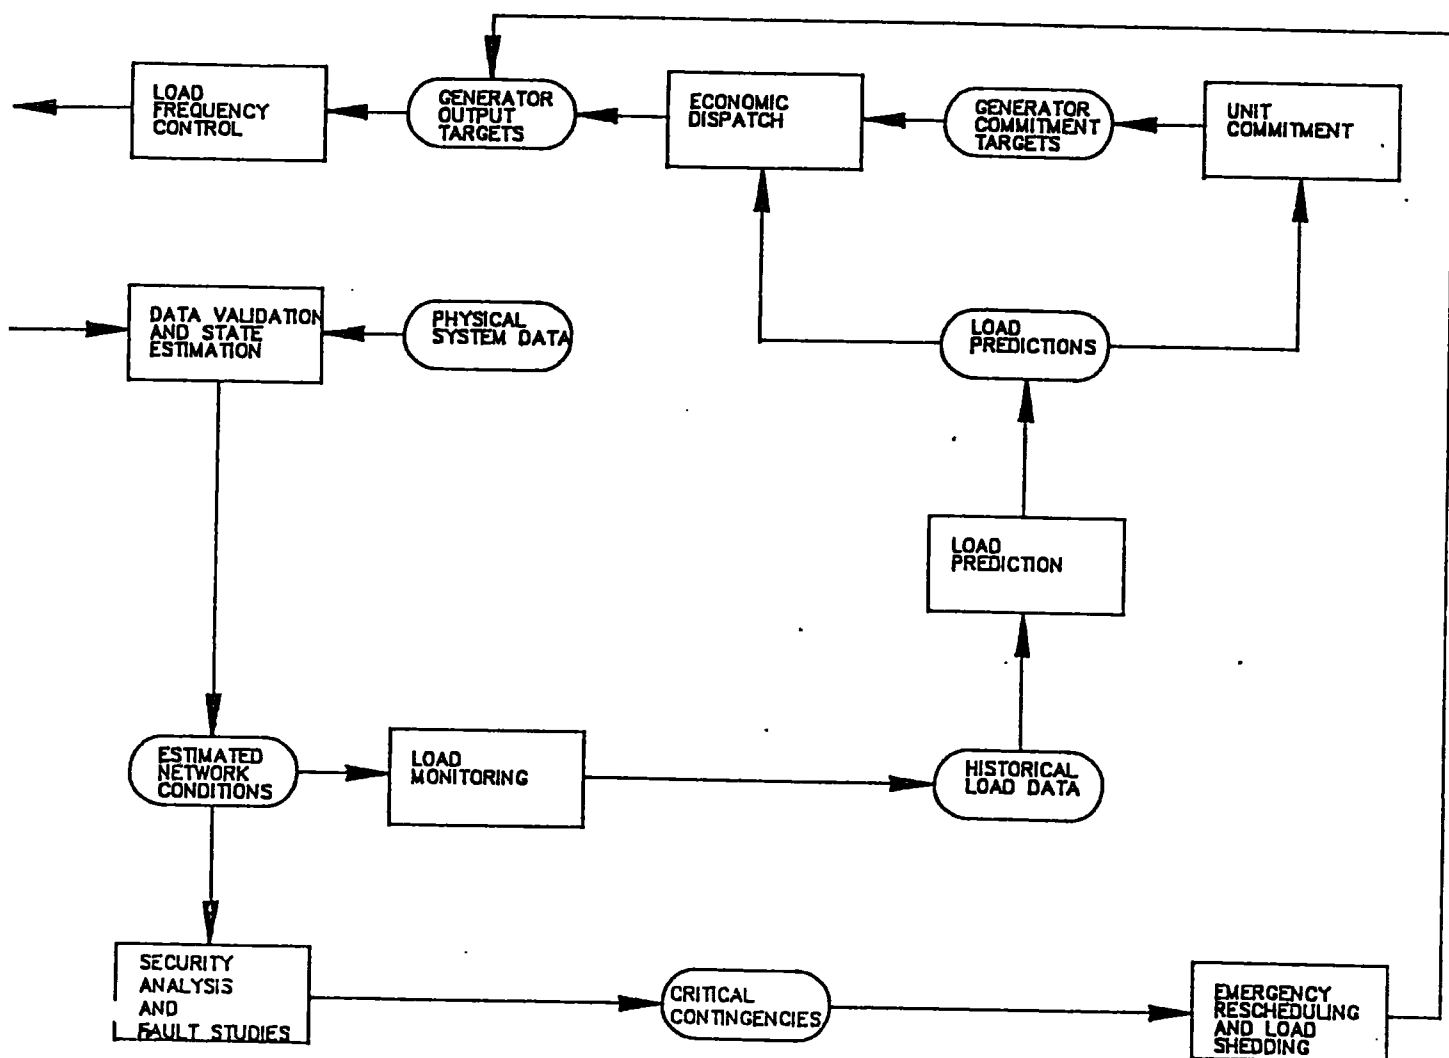 LOAD
FREQUENCY
CONTROL
GENERATOR
OUTPUT
TARGETS
ECONOMIC
DISPATCH
GENERATOR
COMMITMENT
TARGETS
UNIT
COMMITMENT
DATA VALIDATION
AND STATE
ESTIMATION
PHYSICAL
SYSTEM DATA
LOAD
PREDICTIONS
LOAD
PREDICTION
ESTIMATED
NETWORK
CONDITIONS
LOAD
MONITORING
HISTORICAL
LOAD DATA
SECURITY
ANALYSIS
AND
FAULT STUDIES
CRITICAL
CONTINGENCIES
EMERGENCY
RESCHEDULING
AND LOAD
SHEDDING